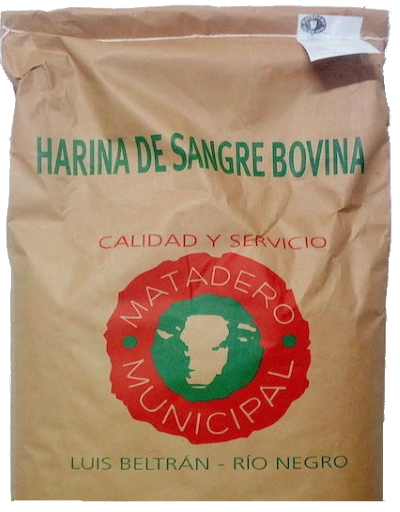 HARINA DE SANGRE BOVINA
CALIDAD Y SERVICIO
MATADERO
MUNICIPAL
LUIS BELTRÁN - RÍO NEGRO